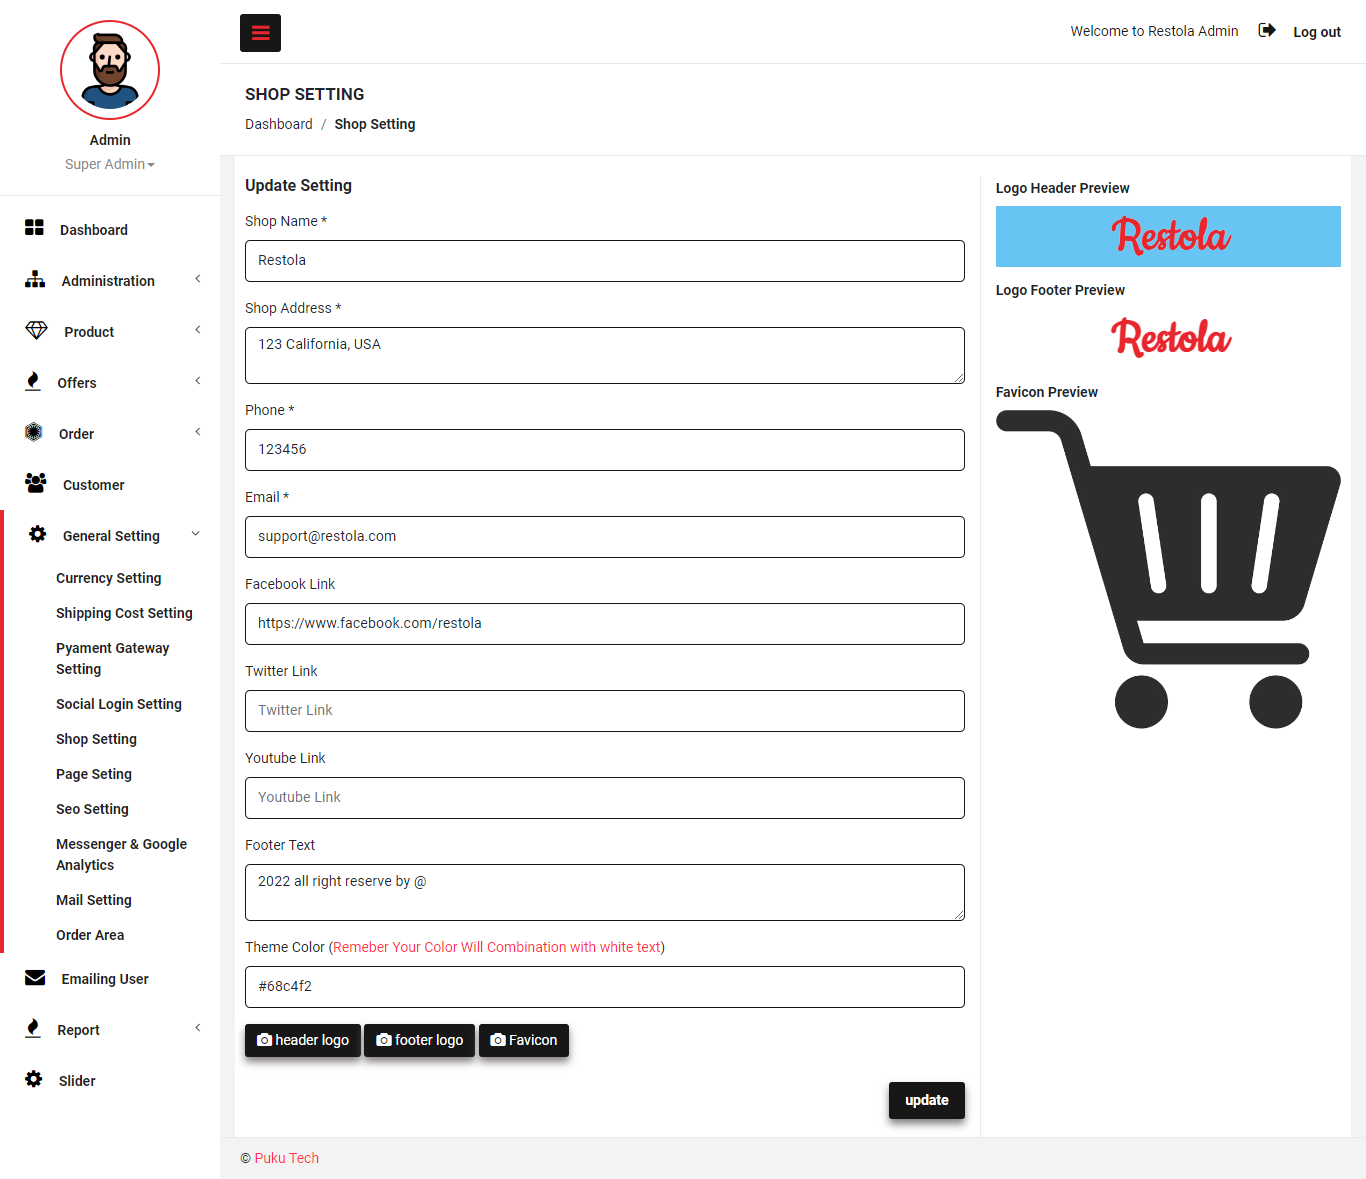 Welcome to Restola Admin
Log out
Admin
Super Admin
Dashboard
Administration
Product
Offers
Order
Customer
General Setting
Currency Setting
Shipping Cost Setting
Pyament Gateway
Setting
Social Login Setting
Shop Setting
Page Seting
Seo Setting
Messenger & Google
Analytics
Mail Setting
Order Area
Emailing User
Report
Slider
SHOP SETTING
Dashboard / Shop Setting
Update Setting
Shop Name *
Restola
Shop Address *
123 California, USA
Phone *
123456
Email *
support@restola.com
Facebook Link
https://www.facebook.com/restola
Twitter Link
Twitter Link
Youtube Link
Youtube Link
Footer Text
2022 all right reserve by @
Theme Color (Remeber Your Color Will Combination with white text)
#68c4f2
header logo
footer logo
Favicon
update
Logo Header Preview
Restola
Logo Footer Preview
Restola
Favicon Preview
© Puku Tech